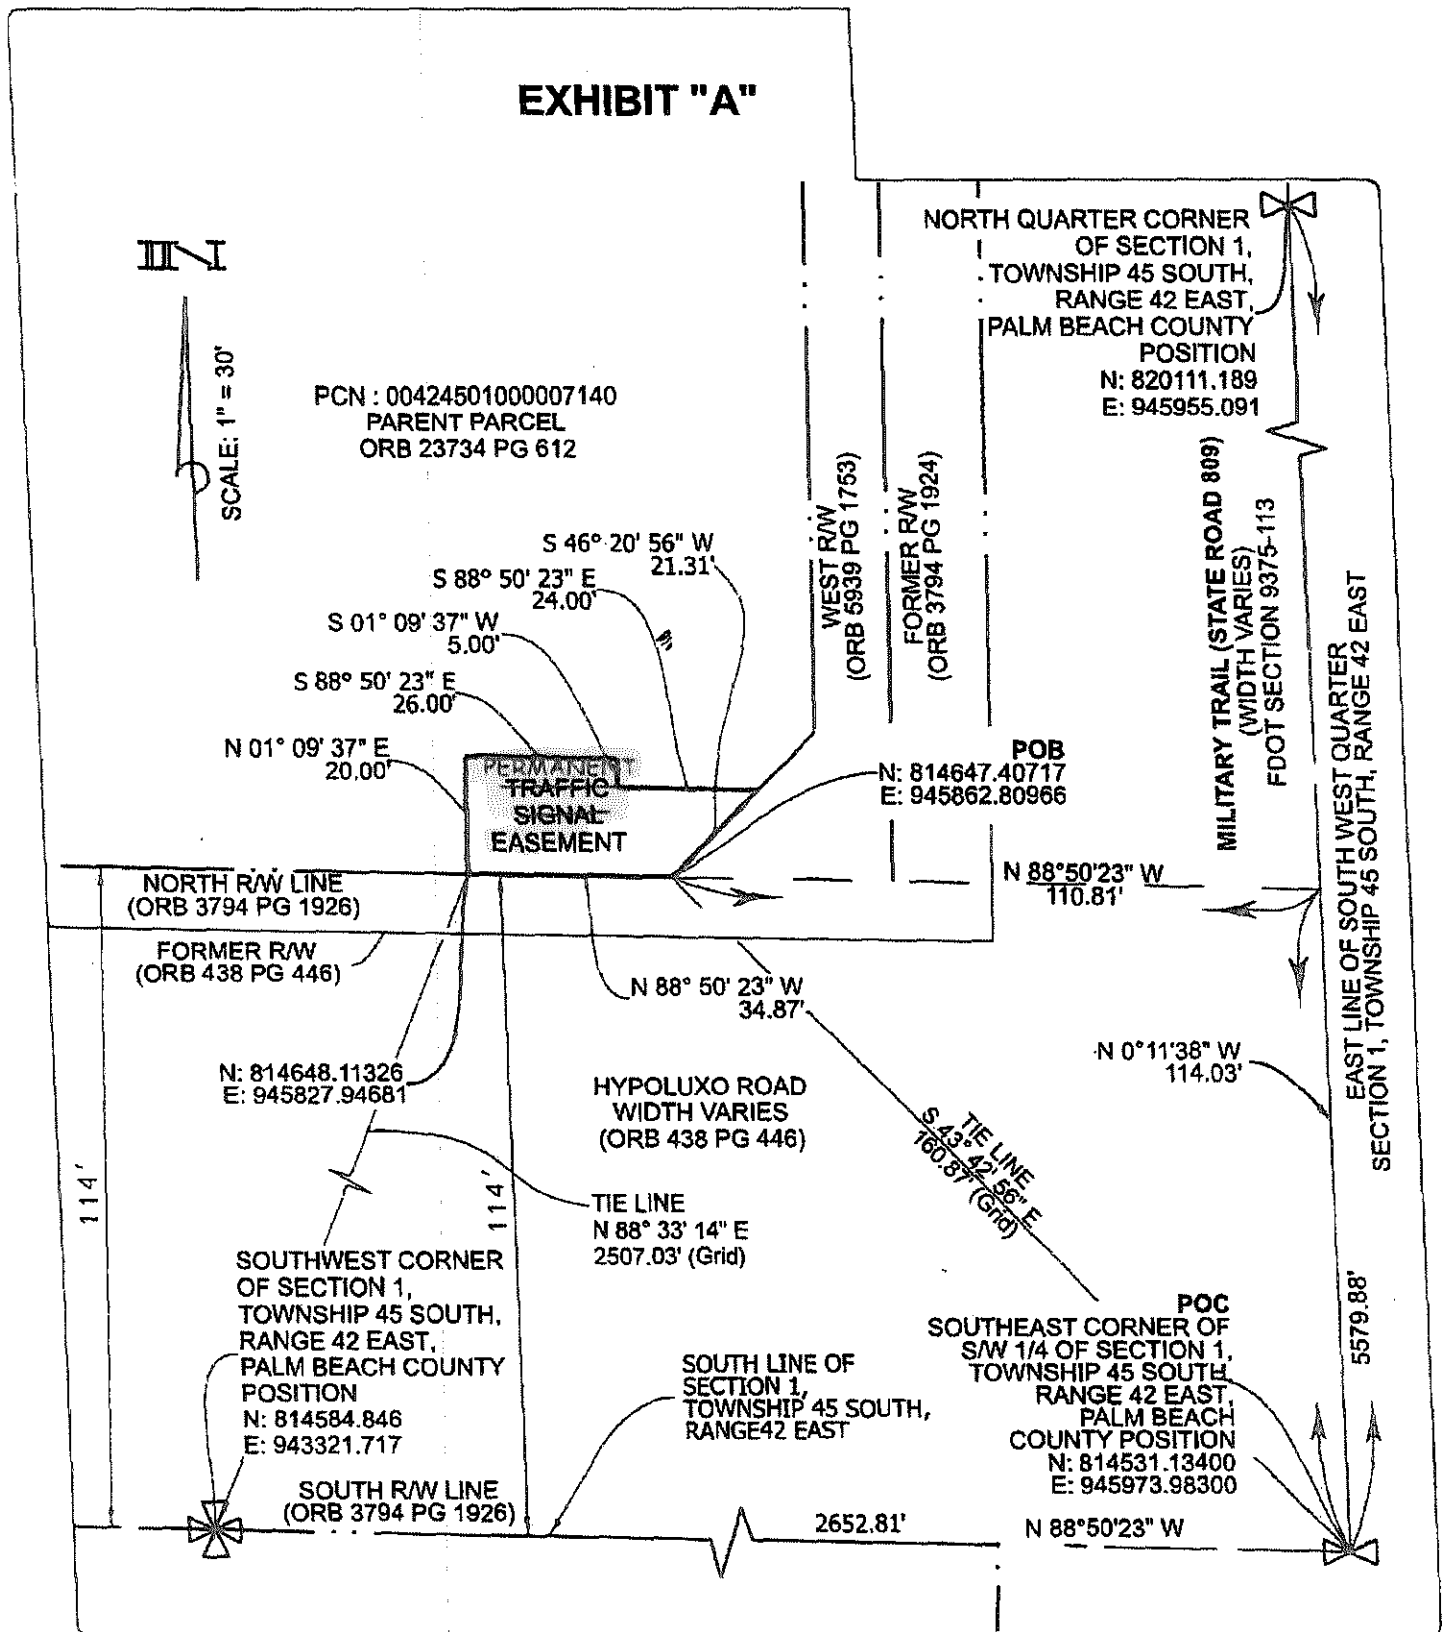 EXHIBIT "A"
NORTH QUARTER CORNER
OF SECTION 1,
TOWNSHIP 45 SOUTH,
RANGE 42 EAST,
PALM BEACH COUNTY
POSITION
N: 820111.189
E: 945955.091
N
SCALE: 1" = 30'
PCN : 00424501000007140
PARENT PARCEL
ORB 23734 PG 612
WEST R/W
(ORB 5939 PG 1753)
FORMER R/W
(ORB 3794 PG 1924)
MILITARY TRAIL (STATE ROAD 809)
(WIDTH VARIES)
FDOT SECTION 9375-113
EAST LINE OF SOUTH WEST QUARTER
SECTION 1, TOWNSHIP 45 SOUTH, RANGE 42 EAST
S 46° 20' 56" W
21.31'
S 88° 50' 23" E
24.00'
S 01° 09' 37" W
5.00'
S 88° 50' 23" E
26.00'
N 01° 09' 37" E
20.00'
PERMANENT
TRAFFIC
SIGNAL
EASEMENT
POB
N: 814647.40717
E: 945862.80966
N 88°50'23" W
110.81'
NORTH R/W LINE
(ORB 3794 PG 1926)
FORMER R/W
(ORB 438 PG 446)
N 88° 50' 23" W
34.87'
N: 814648.11326
E: 945827.94681
HYPOLUXO ROAD
WIDTH VARIES
(ORB 438 PG 446)
N 0°11'38" W
114.03'
TIE LINE
S 43° 42' 56" E
160.87' (Grid)
114'
114'
TIE LINE
N 88° 33' 14" E
2507.03' (Grid)
SOUTHWEST CORNER
OF SECTION 1,
TOWNSHIP 45 SOUTH,
RANGE 42 EAST,
PALM BEACH COUNTY
POSITION
N: 814584.846
E: 943321.717
SOUTH LINE OF
SECTION 1,
TOWNSHIP 45 SOUTH,
RANGE42 EAST
POC
SOUTHEAST CORNER OF
S/W 1/4 OF SECTION 1,
TOWNSHIP 45 SOUTH,
RANGE 42 EAST,
PALM BEACH
COUNTY POSITION
N: 814531.13400
E: 945973.98300
5579.88'
SOUTH R/W LINE
(ORB 3794 PG 1926)
2652.81'
N 88°50'23" W